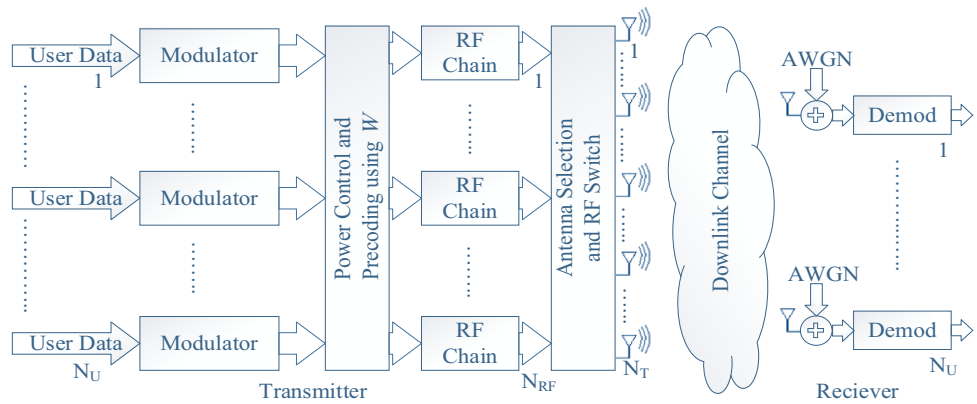 User Data
1
Modulator
Power Control and
Precoding using W
RF
Chain
1
Antenna Selection
and RF Switch
1
Downlink Channel
AWGN
Demod
1
User Data
Modulator
RF
Chain
AWGN
Demod
N_U
User Data
N_U
Modulator
RF
Chain
N_RF
N_T
Transmitter
Reciever